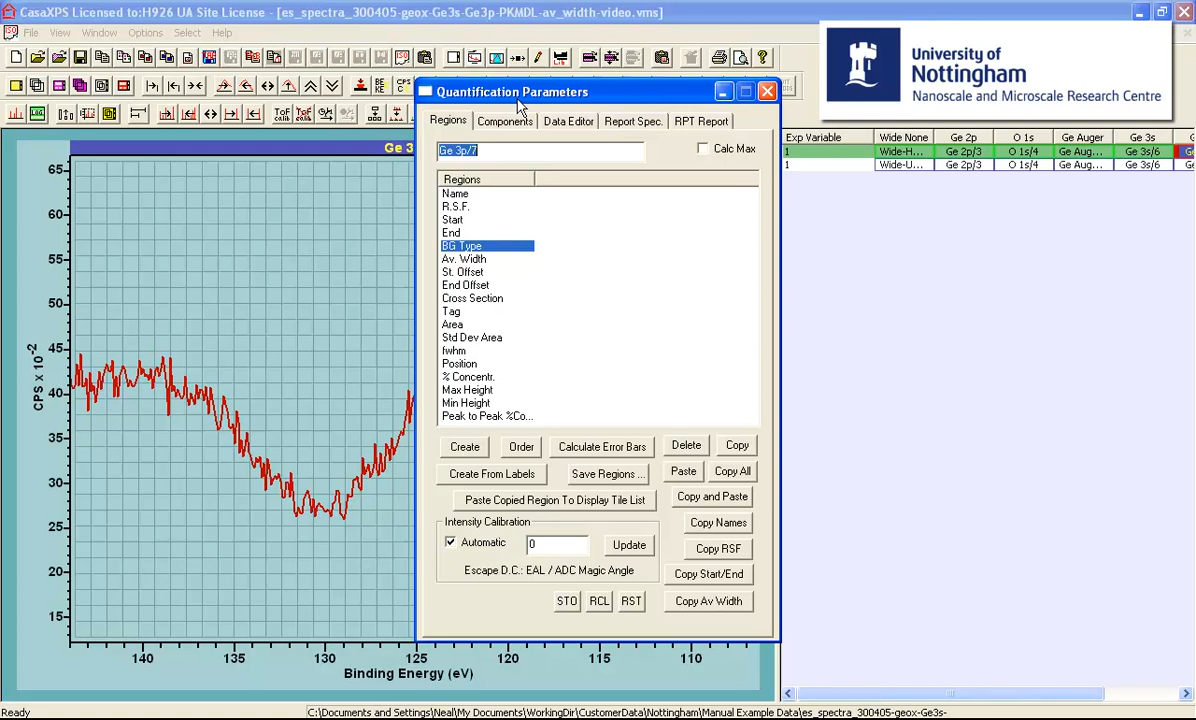 CasaXPS Licensed to:H926 UA Site License - [es_spectra_300405-geox-Ge3s-Ge3p-PKMDL-av_width-video.vms]
File View Window Options Select Help
University of
Nottingham
Nanoscale and Microscale Research Centre
Quantification Parameters
Regions Components Data Editor Report Spec. RPT Report
Ge 3p/7
Calc Max
Regions
Name
R.S.F.
Start
End
BG Type
Av. Width
St. Offset
End Offset
Cross Section
Tag
Area
Std Dev Area
fwhm
Position
% Concentr.
Max Height
Min Height
Peak to Peak %Co...
Create Order Calculate Error Bars Delete Copy
Create From Labels Save Regions ... Paste Copy All
Paste Copied Region To Display Tile List Copy and Paste
Intensity Calibration
Copy Names
Automatic 0 Update Copy RSF
Escape D.C.: EAL / ADC Magic Angle Copy Start/End
STO RCL RST Copy Av Width
Exp Variable Wide None Ge 2p O 1s Ge Auger Ge 3s
1 Wide-H... Ge 2p/3 O 1s/4 Ge Aug... Ge 3s/6
1 Wide-U... Ge 2p/3 O 1s/4 Ge Aug... Ge 3s/6
Ge 3
65
60
55
50
45
40
35
30
25
20
15
CPS x 10-2
140 135 130 125 120 115 110
Binding Energy (eV)
Ready
C:\Documents and Settings\Neal\My Documents\WorkingDir\CustomerData\Nottingham\Manual Example Data\es_spectra_300405-geox-Ge3s-